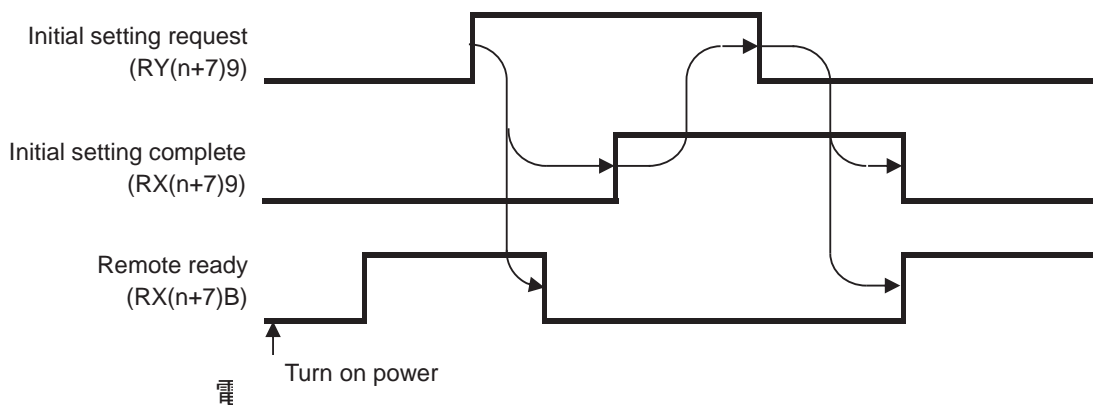 Initial setting request
(RY(n+7)9)
Initial setting complete
(RX(n+7)9)
Remote ready
(RX(n+7)B)
Turn on power